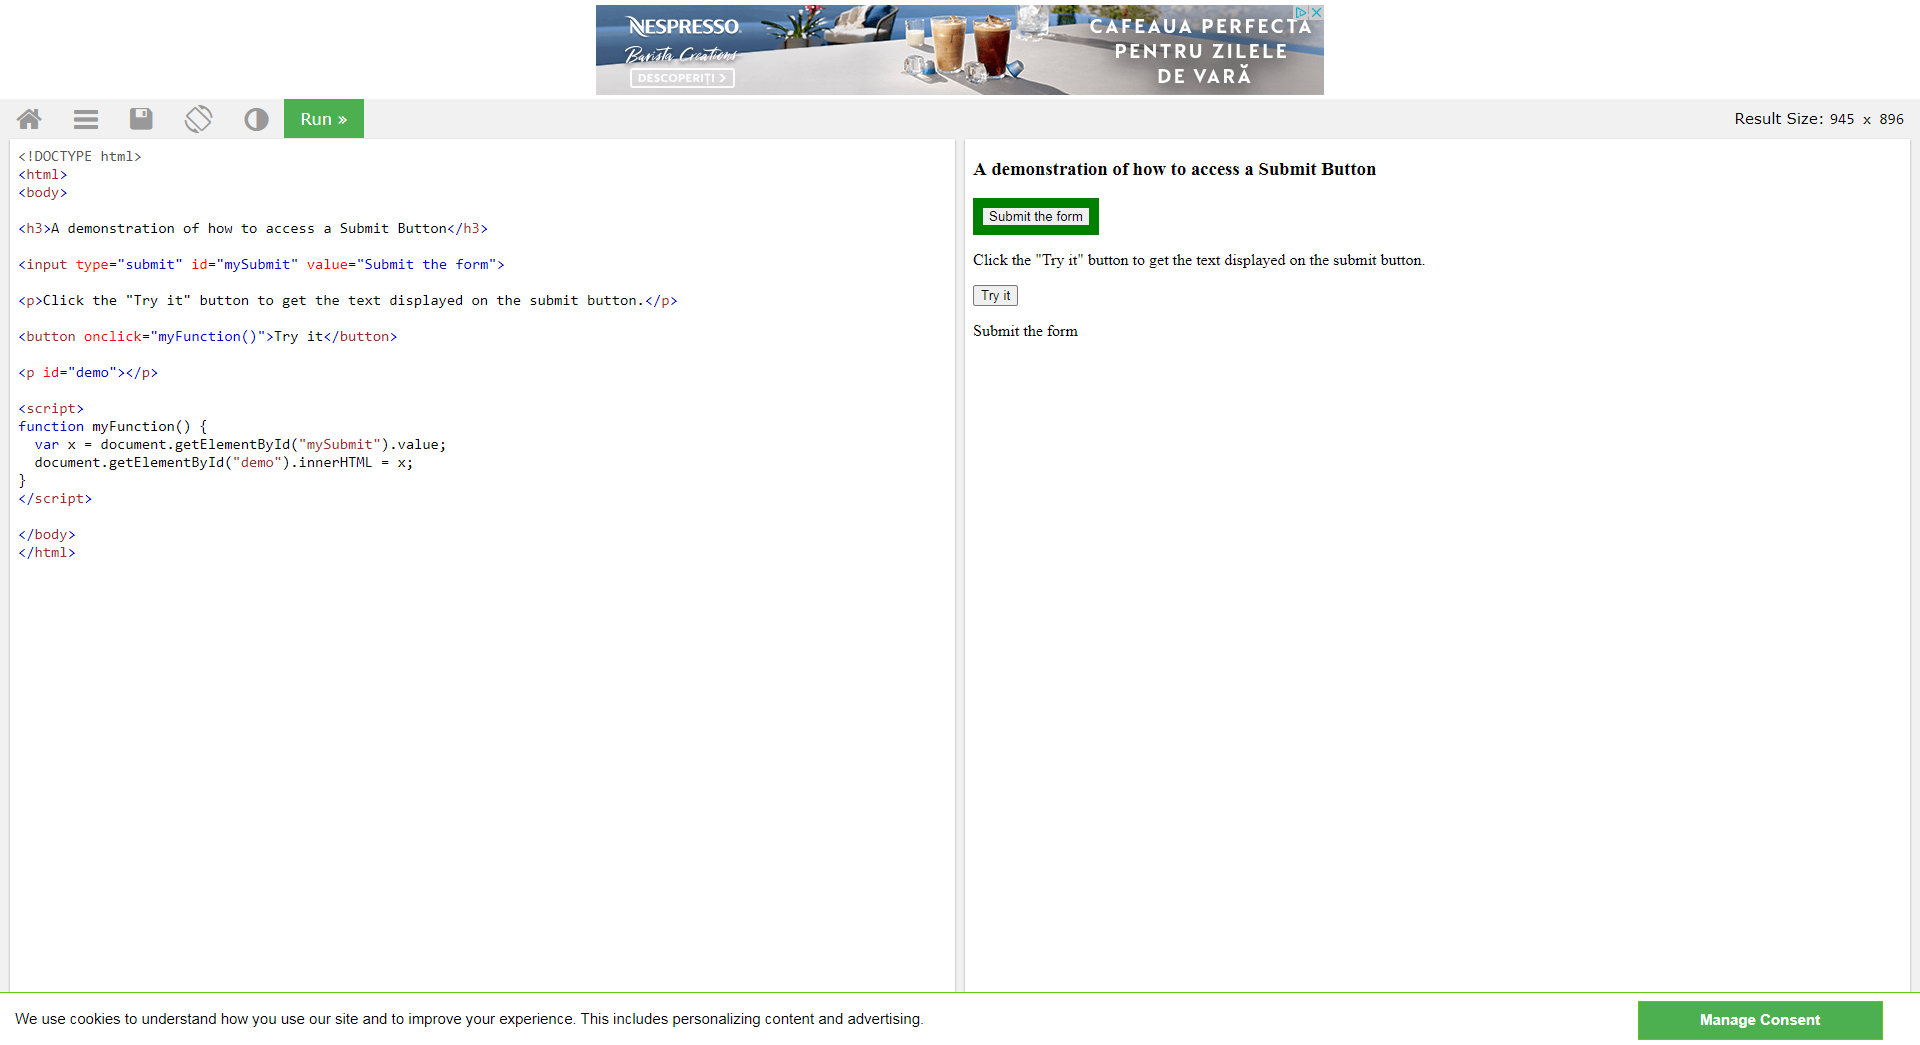 NESPRESSO.
Barista Creations
DESCOPERIȚI >
CAFEAUA PERFECTĂ
PENTRU ZILELE
DE VARĂ
Run »
Result Size: 945 x 896
<!DOCTYPE html>
<html>
<body>
<h3>A demonstration of how to access a Submit Button</h3>
<input type="submit" id="mySubmit" value="Submit the form">
<p>Click the "Try it" button to get the text displayed on the submit button.</p>
<button onclick="myFunction()">Try it</button>
<p id="demo"></p>
<script>
function myFunction() {
  var x = document.getElementById("mySubmit").value;
  document.getElementById("demo").innerHTML = x;
}
</script>
</body>
</html>
A demonstration of how to access a Submit Button
Submit the form
Click the "Try it" button to get the text displayed on the submit button.
Try it
Submit the form
We use cookies to understand how you use our site and to improve your experience. This includes personalizing content and advertising.
Manage Consent